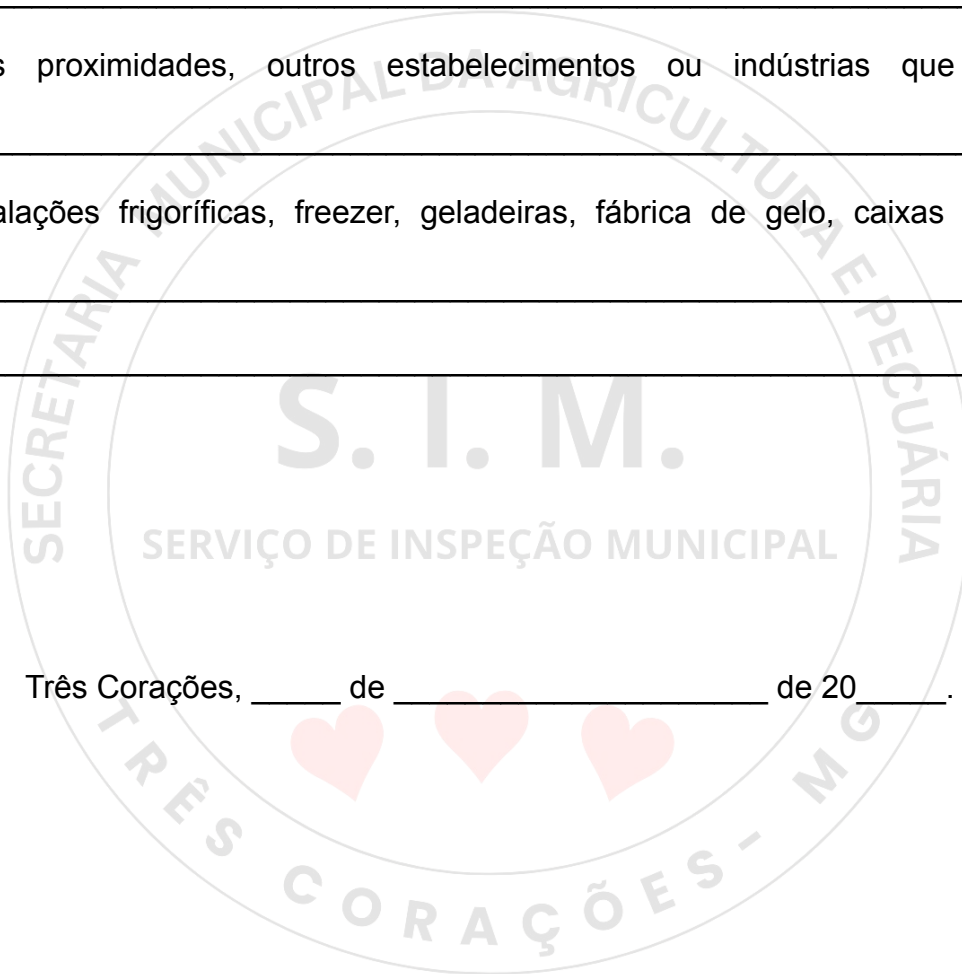 s proximidades, outros estabelecimentos ou indústrias que
alações frigoríficas, freezer, geladeiras, fábrica de gelo, caixas
SECRETARIA MUNICIPAL DA AGRICULTURA E PECUÁRIA
S. I. M.
SERVIÇO DE INSPEÇÃO MUNICIPAL
Três Corações, _____ de _____________________ de 20_____.
TRÊS CORAÇÕES - MG